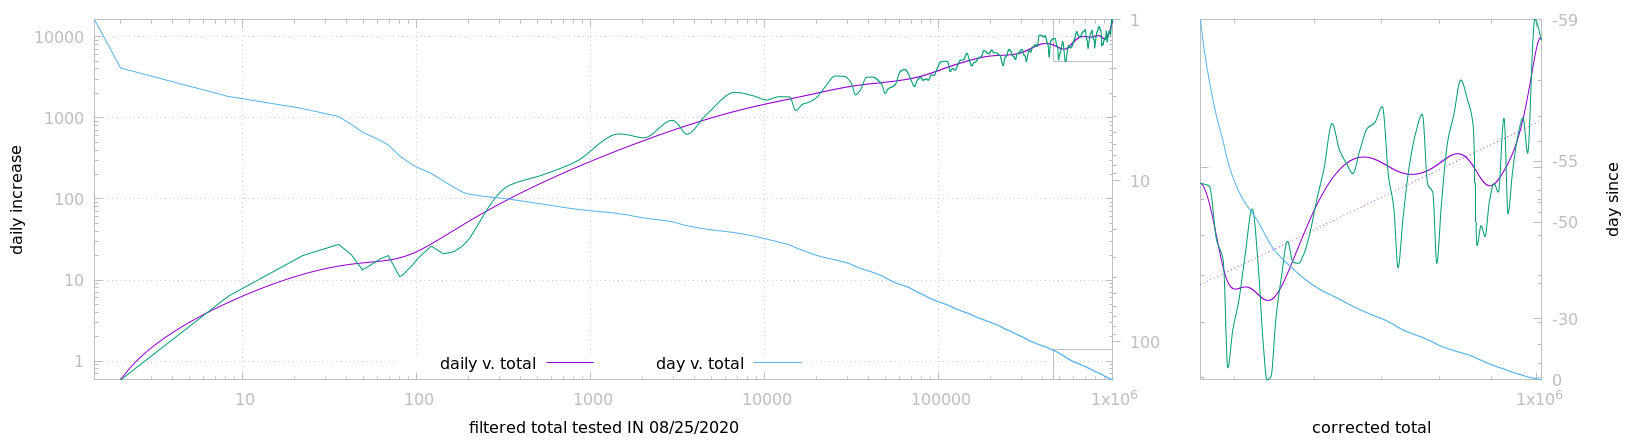 10000
1000
100
10
1
daily increase
10
100
1000
10000
100000
1x10^6
filtered total tested IN 08/25/2020
daily v. total
day v. total
1
10
100
-59
-55
-50
-30
0
day since
1x10^6
corrected total